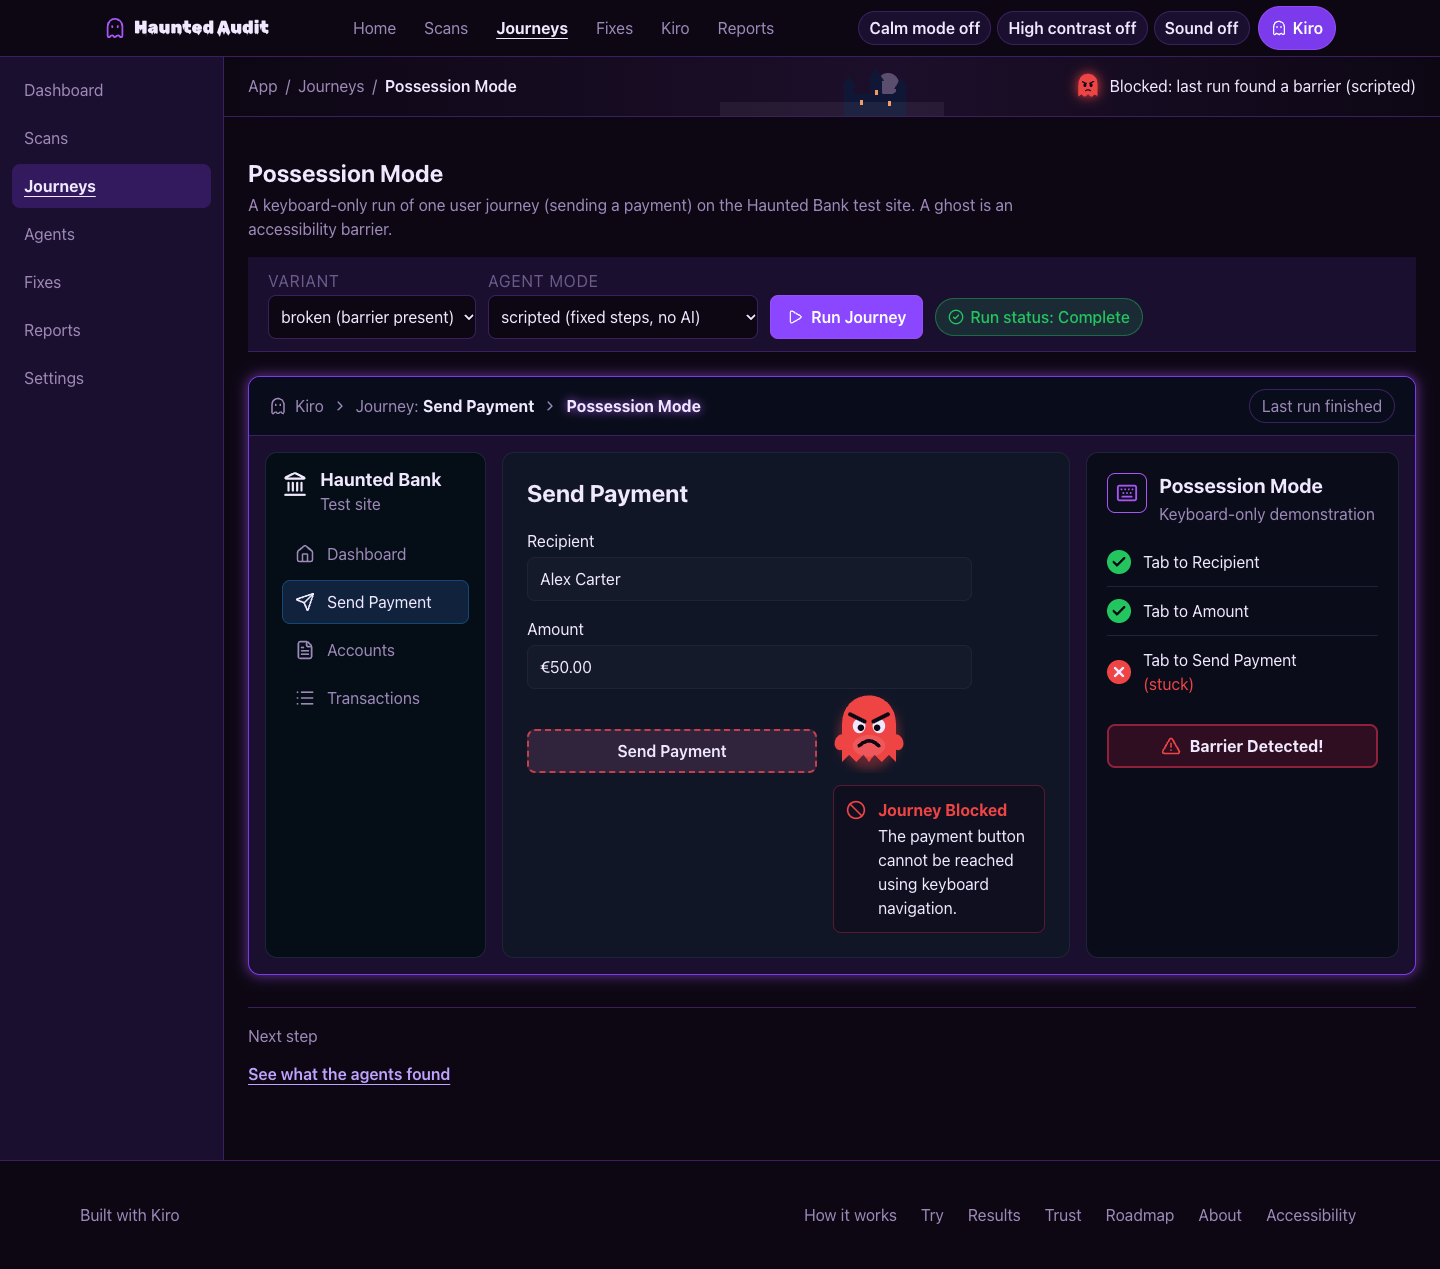 Haunted Audit
Home
Scans
Journeys
Fixes
Kiro
Reports
Calm mode off
High contrast off
Sound off
Kiro
Dashboard
Scans
Journeys
Agents
Fixes
Reports
Settings
App / Journeys / Possession Mode
Blocked: last run found a barrier (scripted)
Possession Mode
A keyboard-only run of one user journey (sending a payment) on the Haunted Bank test site. A ghost is an
accessibility barrier.
VARIANT
broken (barrier present)
AGENT MODE
scripted (fixed steps, no AI)
Run Journey
Run status: Complete
Kiro > Journey: Send Payment > Possession Mode
Last run finished
Haunted Bank
Test site
Dashboard
Send Payment
Accounts
Transactions
Send Payment
Recipient
Alex Carter
Amount
€50.00
Send Payment
Journey Blocked
The payment button
cannot be reached
using keyboard
navigation.
Possession Mode
Keyboard-only demonstration
Tab to Recipient
Tab to Amount
Tab to Send Payment
(stuck)
Barrier Detected!
Next step
See what the agents found
Built with Kiro
How it works
Try
Results
Trust
Roadmap
About
Accessibility